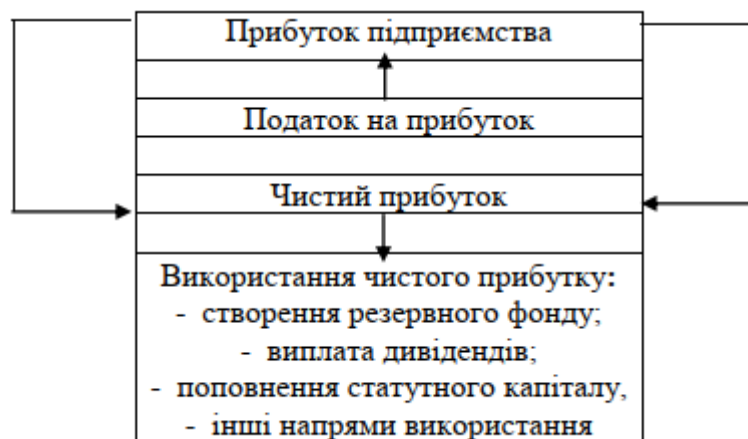 Прибуток підприємства
Податок на прибуток
Чистий прибуток
Використання чистого прибутку:
- створення резервного фонду;
- виплата дивідендів;
- поповнення статутного капіталу,
- інші напрями використання